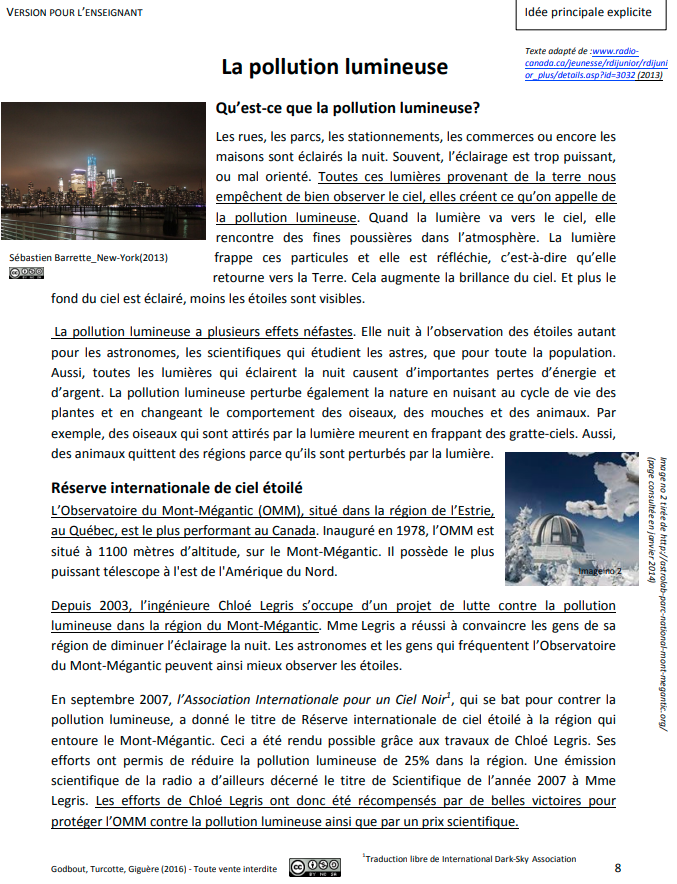 VERSION POUR L'ENSEIGNANT
Idée principale explicite
Texte adapté de :www.radio-
canada.ca/jeunesse/rdijunior/rdijuni
or_plus/details.asp?id=3032 (2013)
La pollution lumineuse
Qu'est-ce que la pollution lumineuse?
Les rues, les parcs, les stationnements, les commerces ou encore les
maisons sont éclairés la nuit. Souvent, l'éclairage est trop puissant,
ou mal orienté. Toutes ces lumières provenant de la terre nous
empêchent de bien observer le ciel, elles créent ce qu'on appelle de
la pollution lumineuse. Quand la lumière va vers le ciel, elle
rencontre des fines poussières dans l'atmosphère. La lumière
frappe ces particules et elle est réfléchie, c'est-à-dire qu'elle
retourne vers la Terre. Cela augmente la brillance du ciel. Et plus le
fond du ciel est éclairé, moins les étoiles sont visibles.
Sébastien Barrette_New-York(2013)
La pollution lumineuse a plusieurs effets néfastes. Elle nuit à l'observation des étoiles autant
pour les astronomes, les scientifiques qui étudient les astres, que pour toute la population.
Aussi, toutes les lumières qui éclairent la nuit causent d'importantes pertes d'énergie et
d'argent. La pollution lumineuse perturbe également la nature en nuisant au cycle de vie des
plantes et en changeant le comportement des oiseaux, des mouches et des animaux. Par
exemple, des oiseaux qui sont attirés par la lumière meurent en frappant des gratte-ciels. Aussi,
des animaux quittent des régions parce qu'ils sont perturbés par la lumière.
Réserve internationale de ciel étoilé
L'Observatoire du Mont-Mégantic (OMM), situé dans la région de l'Estrie,
au Québec, est le plus performant au Canada. Inauguré en 1978, l'OMM est
situé à 1100 mètres d'altitude, sur le Mont-Mégantic. Il possède le plus
puissant télescope à l'est de l'Amérique du Nord.
Image no 2
Image no 2 tirée de http://astrolab-parc-national-mont-megantic.org/
(page consultée en janvier 2014)
Depuis 2003, l'ingénieure Chloé Legris s'occupe d'un projet de lutte contre la pollution
lumineuse dans la région du Mont-Mégantic. Mme Legris a réussi à convaincre les gens de sa
région de diminuer l'éclairage la nuit. Les astronomes et les gens qui fréquentent l'Observatoire
du Mont-Mégantic peuvent ainsi mieux observer les étoiles.
En septembre 2007, l'Association Internationale pour un Ciel Noir¹, qui se bat pour contrer la
pollution lumineuse, a donné le titre de Réserve internationale de ciel étoilé à la région qui
entoure le Mont-Mégantic. Ceci a été rendu possible grâce aux travaux de Chloé Legris. Ses
efforts ont permis de réduire la pollution lumineuse de 25% dans la région. Une émission
scientifique de la radio a d'ailleurs décerné le titre de Scientifique de l'année 2007 à Mme
Legris. Les efforts de Chloé Legris ont donc été récompensés par de belles victoires pour
protéger l'OMM contre la pollution lumineuse ainsi que par un prix scientifique.
¹Traduction libre de International Dark-Sky Association
Godbout, Turcotte, Giguère (2016) - Toute vente interdite
8